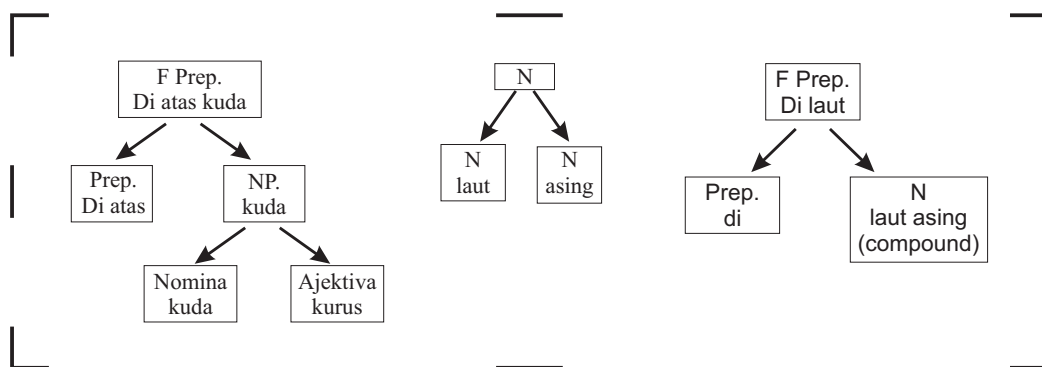 F Prep.
Di atas kuda
Prep.
Di atas
NP.
kuda
Nomina
kuda
Ajektiva
kurus
N
N
laut
N
asing
F Prep.
Di laut
Prep.
di
N
laut asing
(compound)